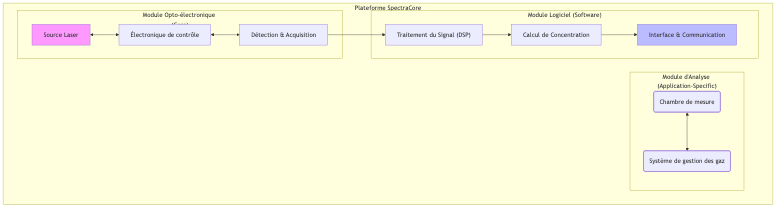 Plateforme SpectraCore
Module Opto-électronique
Module Logiciel (Software)
Source Laser
Électronique de contrôle
Détection & Acquisition
Traitement du Signal (DSP)
Calcul de Concentration
Interface & Communication
Module d'Analyse
(Application-Specific)
Chambre de mesure
Système de gestion des gaz